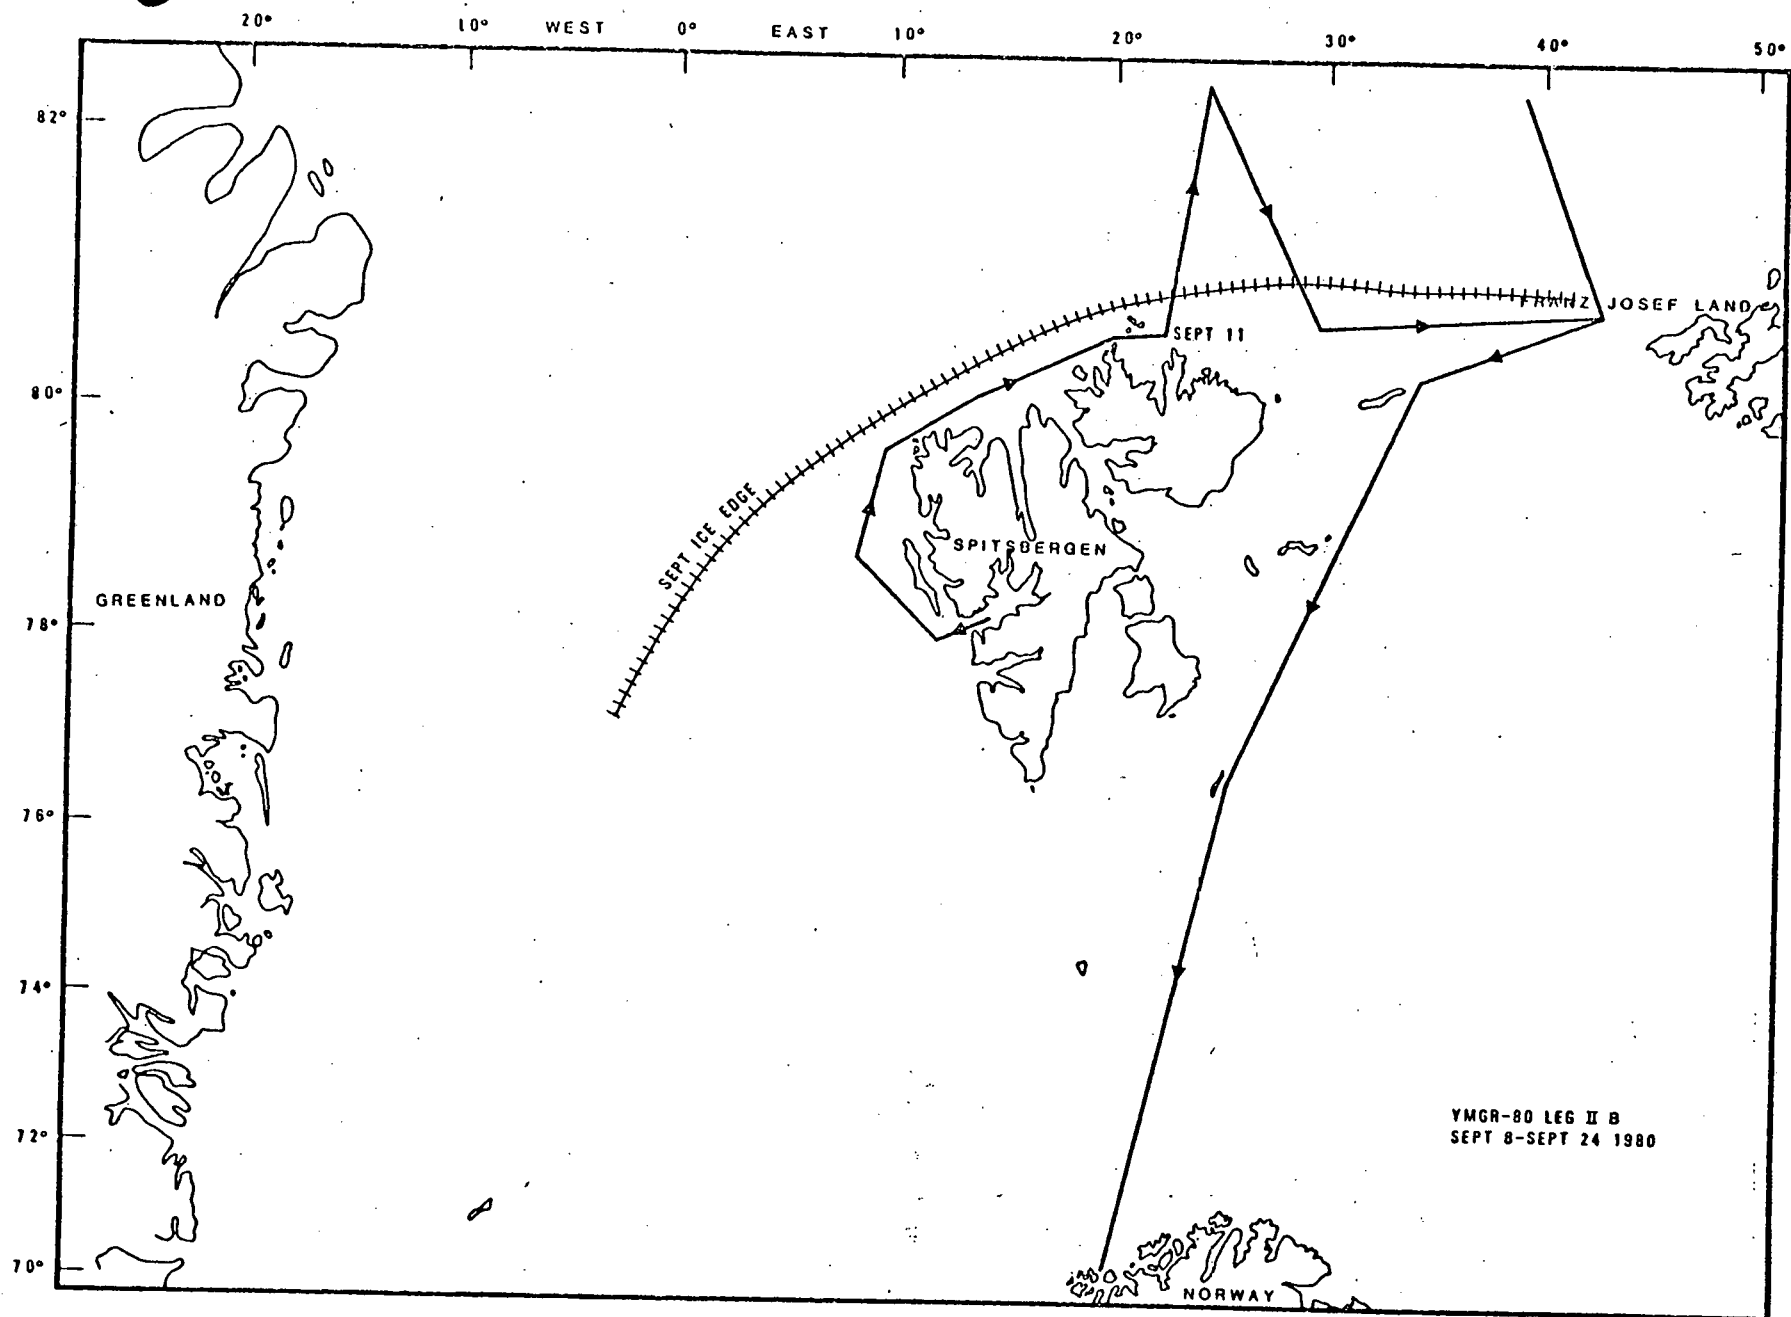 20° 10° WEST 0° EAST 10° 20° 30° 40° 50°
82°
FRANZ JOSEF LAND
SEPT 11
80°
SEPT ICE EDGE
SPITSBERGEN
GREENLAND
78°
76°
74°
YMGR-80 LEG II B
72°
SEPT 8-SEPT 24 1980
70°
NORWAY